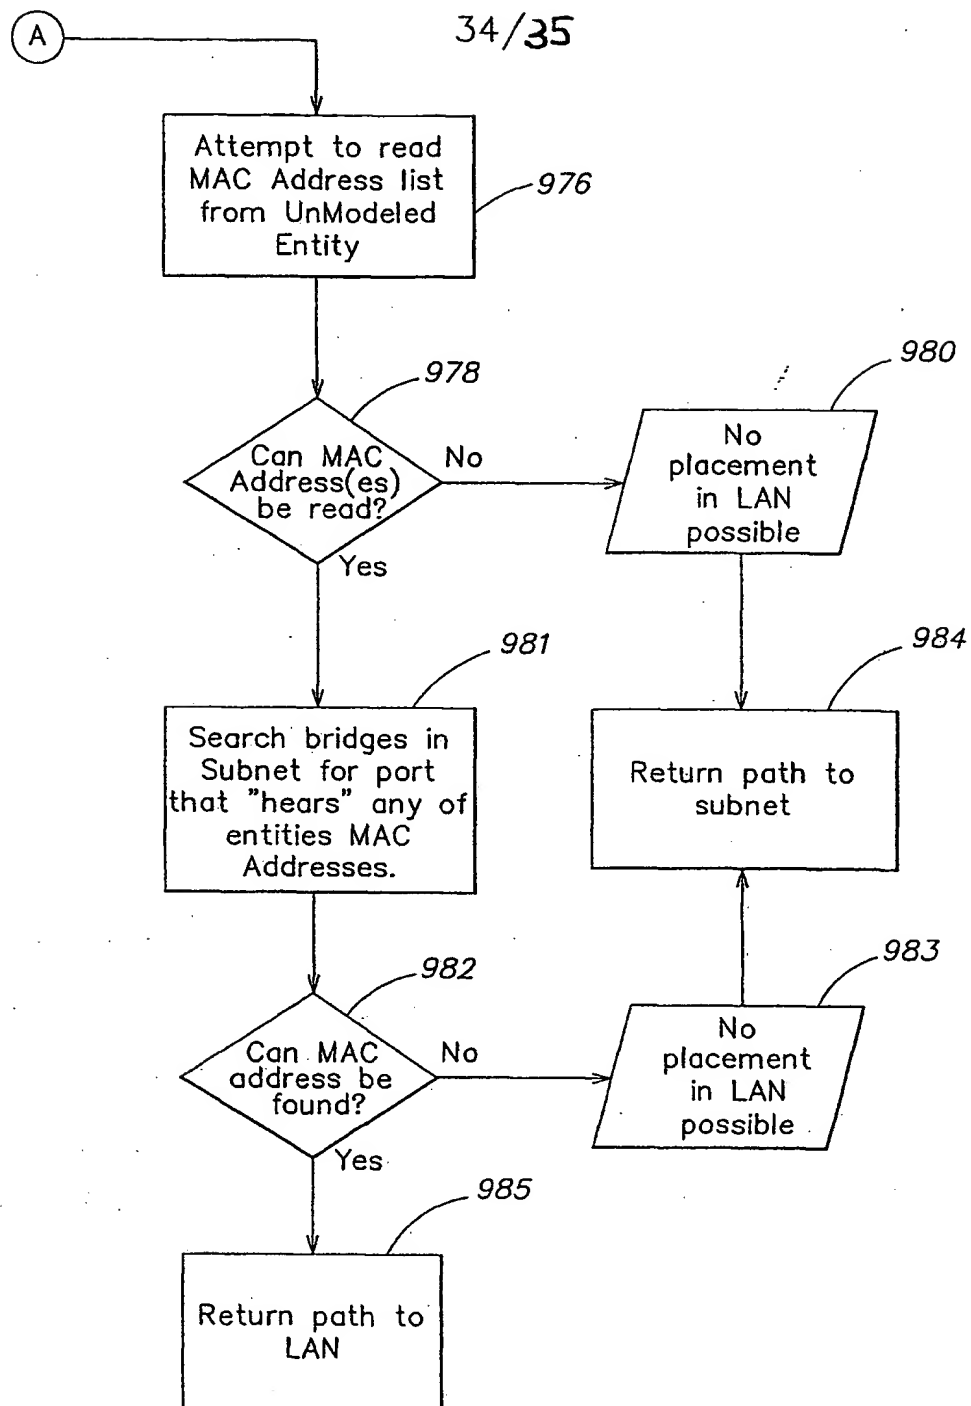 A
34/35
Attempt to read
MAC Address list
from UnModeled
Entity
976
978
Can MAC
Address(es)
be read?
No
Yes
980
No
placement
in LAN
possible
981
Search bridges in
Subnet for port
that "hears" any of
entities MAC
Addresses.
984
Return path to
subnet
982
Can MAC
address be
found?
No
Yes
983
No
placement
in LAN
possible
985
Return path to
LAN